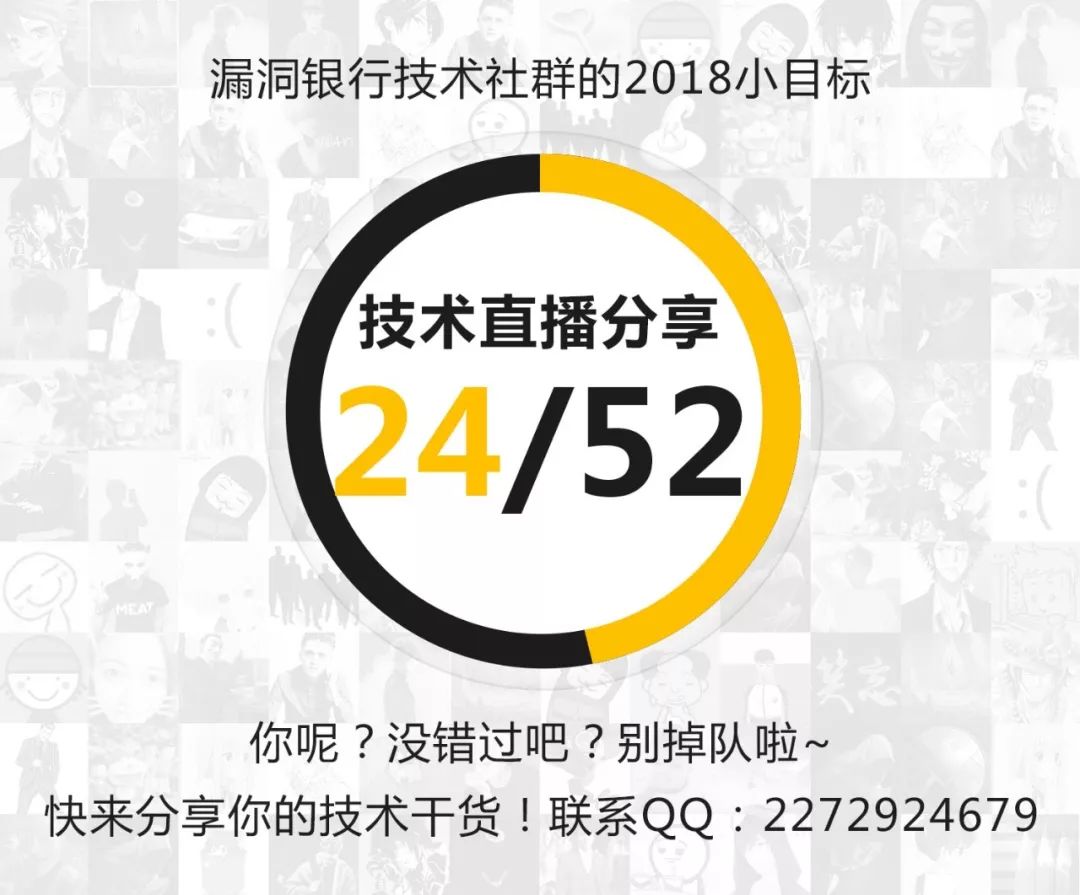 漏洞银行技术社群的2018小目标
技术直播分享
24/52
MEAT
你呢？没错过吧？别掉队啦~
快来分享你的技术干货！联系QQ：2272924679